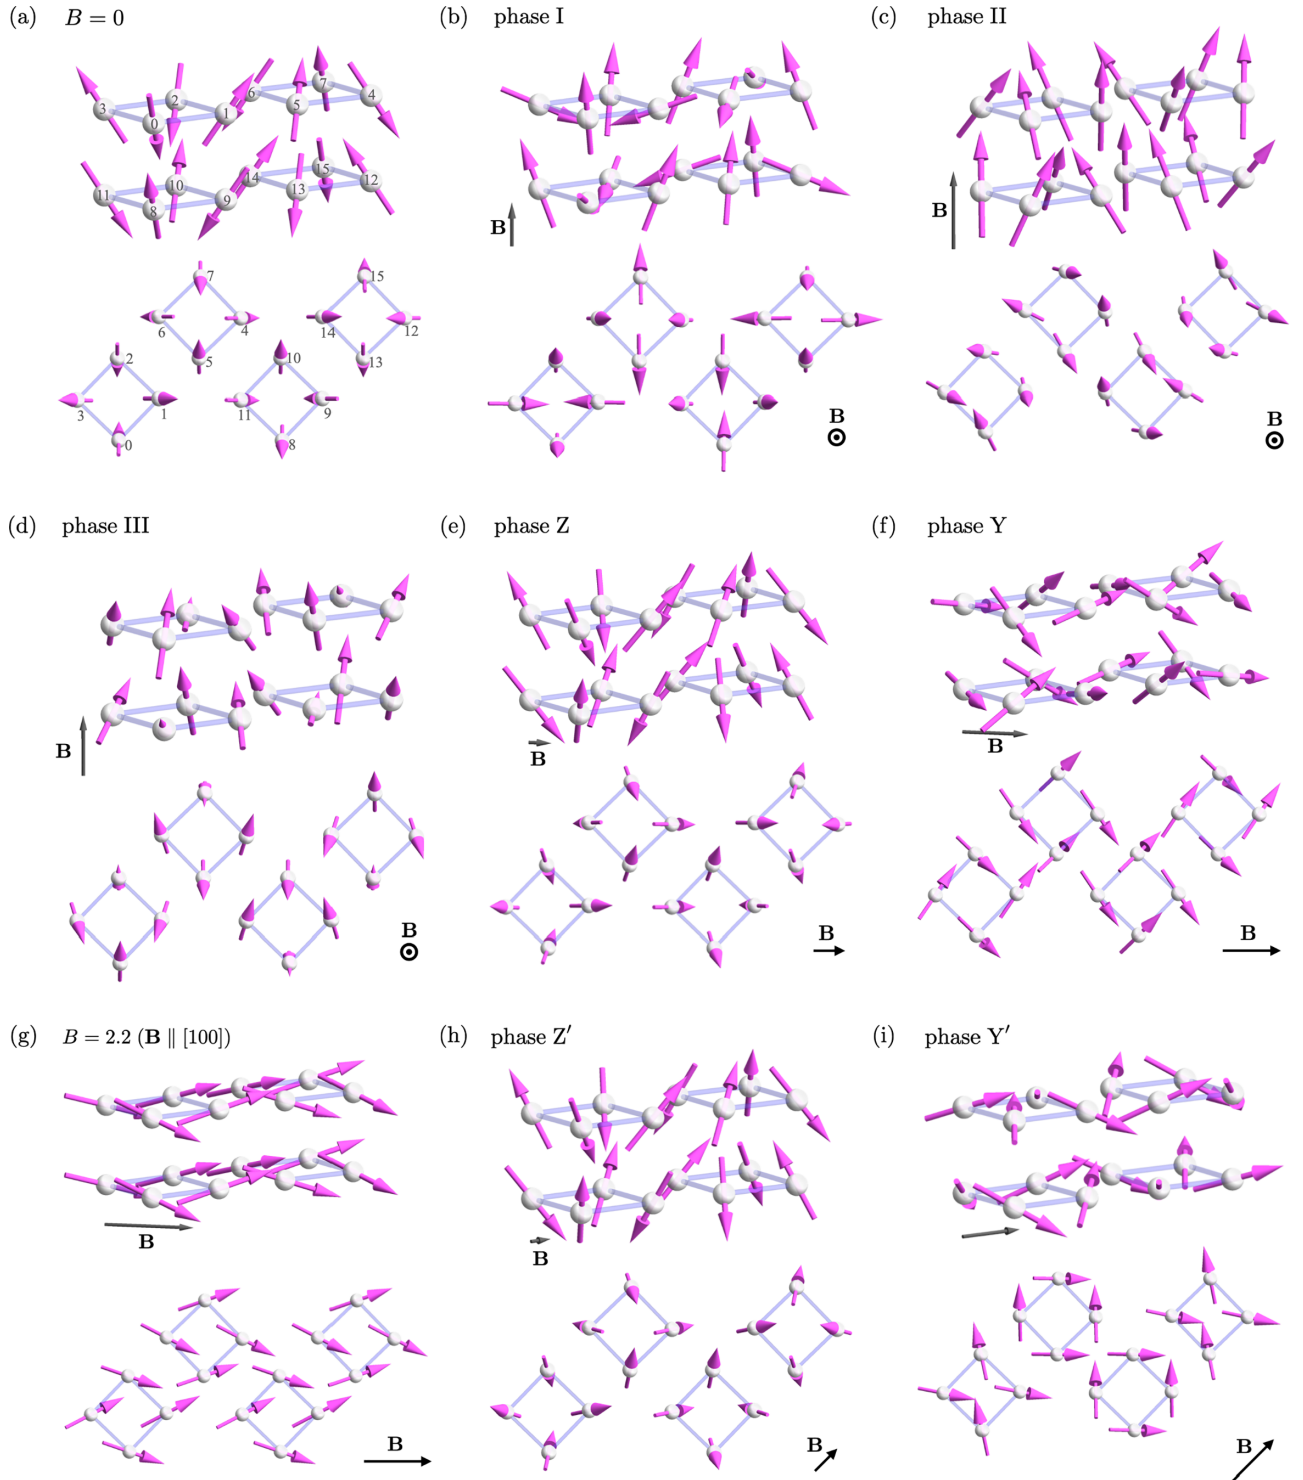 (a) B = 0
(b) phase I
(c) phase II
3 2 1 6 5 7 4
0
11 10 9 14 13 15 12
8
B
B
7 15
6 4 14 12
5 10 13
2
3 1 11 9
0 8
B
B
(d) phase III
(e) phase Z
(f) phase Y
B
B
B
B
B
B
(g) B = 2.2 (B ∥ [100])
(h) phase Z′
(i) phase Y′
B
B
B
B
B